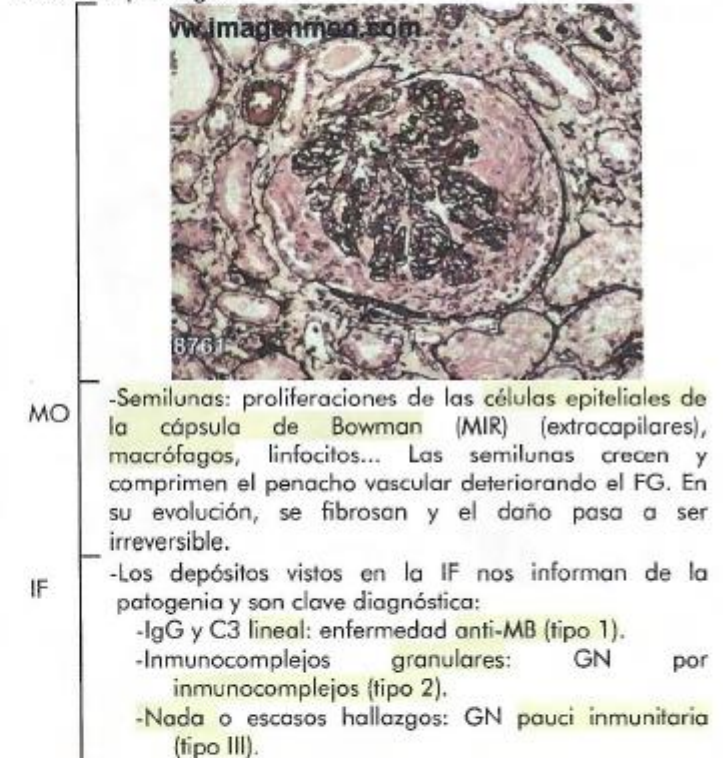 www.imagenmed.com
8761
MO
-Semilunas: proliferaciones de las células epiteliales de
la cápsula de Bowman (MIR) (extracapilares),
macrófagos, linfocitos... Las semilunas crecen y
comprimen el penacho vascular deteriorando el FG. En
su evolución, se fibrosan y el daño pasa a ser
irreversible.
IF
-Los depósitos vistos en la IF nos informan de la
patogenia y son clave diagnóstica:
-IgG y C3 lineal: enfermedad anti-MB (tipo 1).
-Inmunocomplejos granulares: GN por
inmunocomplejos (tipo 2).
-Nada o escasos hallazgos: GN pauci inmunitaria
(tipo III).